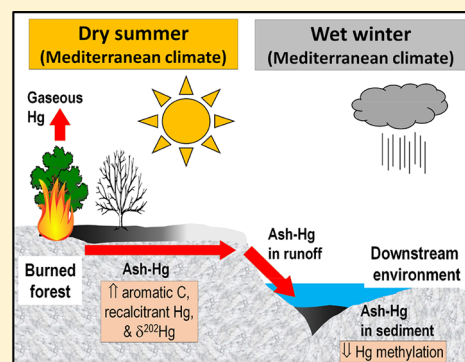 Dry summer
(Mediterranean climate)
Wet winter
(Mediterranean climate)
Gaseous
Hg
Burned
forest
Ash-Hg
⇑ aromatic C,
recalcitrant Hg,
& δ²⁰²Hg
Ash-Hg
in runoff
Downstream
environment
Ash-Hg
in sediment
⇓ Hg methylation